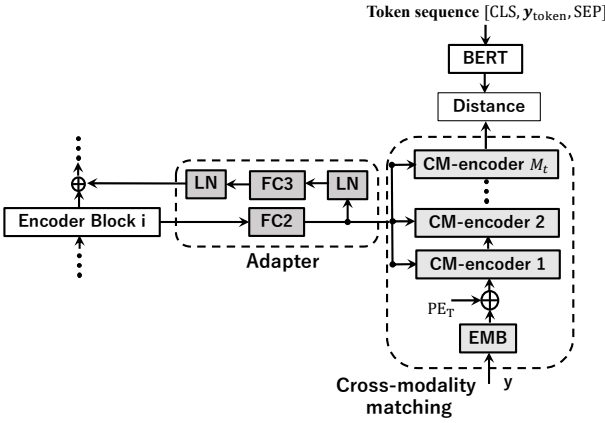 Token sequence [CLS, y_token, SEP]
BERT
Distance
LN
FC3
LN
CM-encoder M_t
Encoder Block i
FC2
CM-encoder 2
Adapter
CM-encoder 1
PE_T
EMB
Cross-modality
matching
y